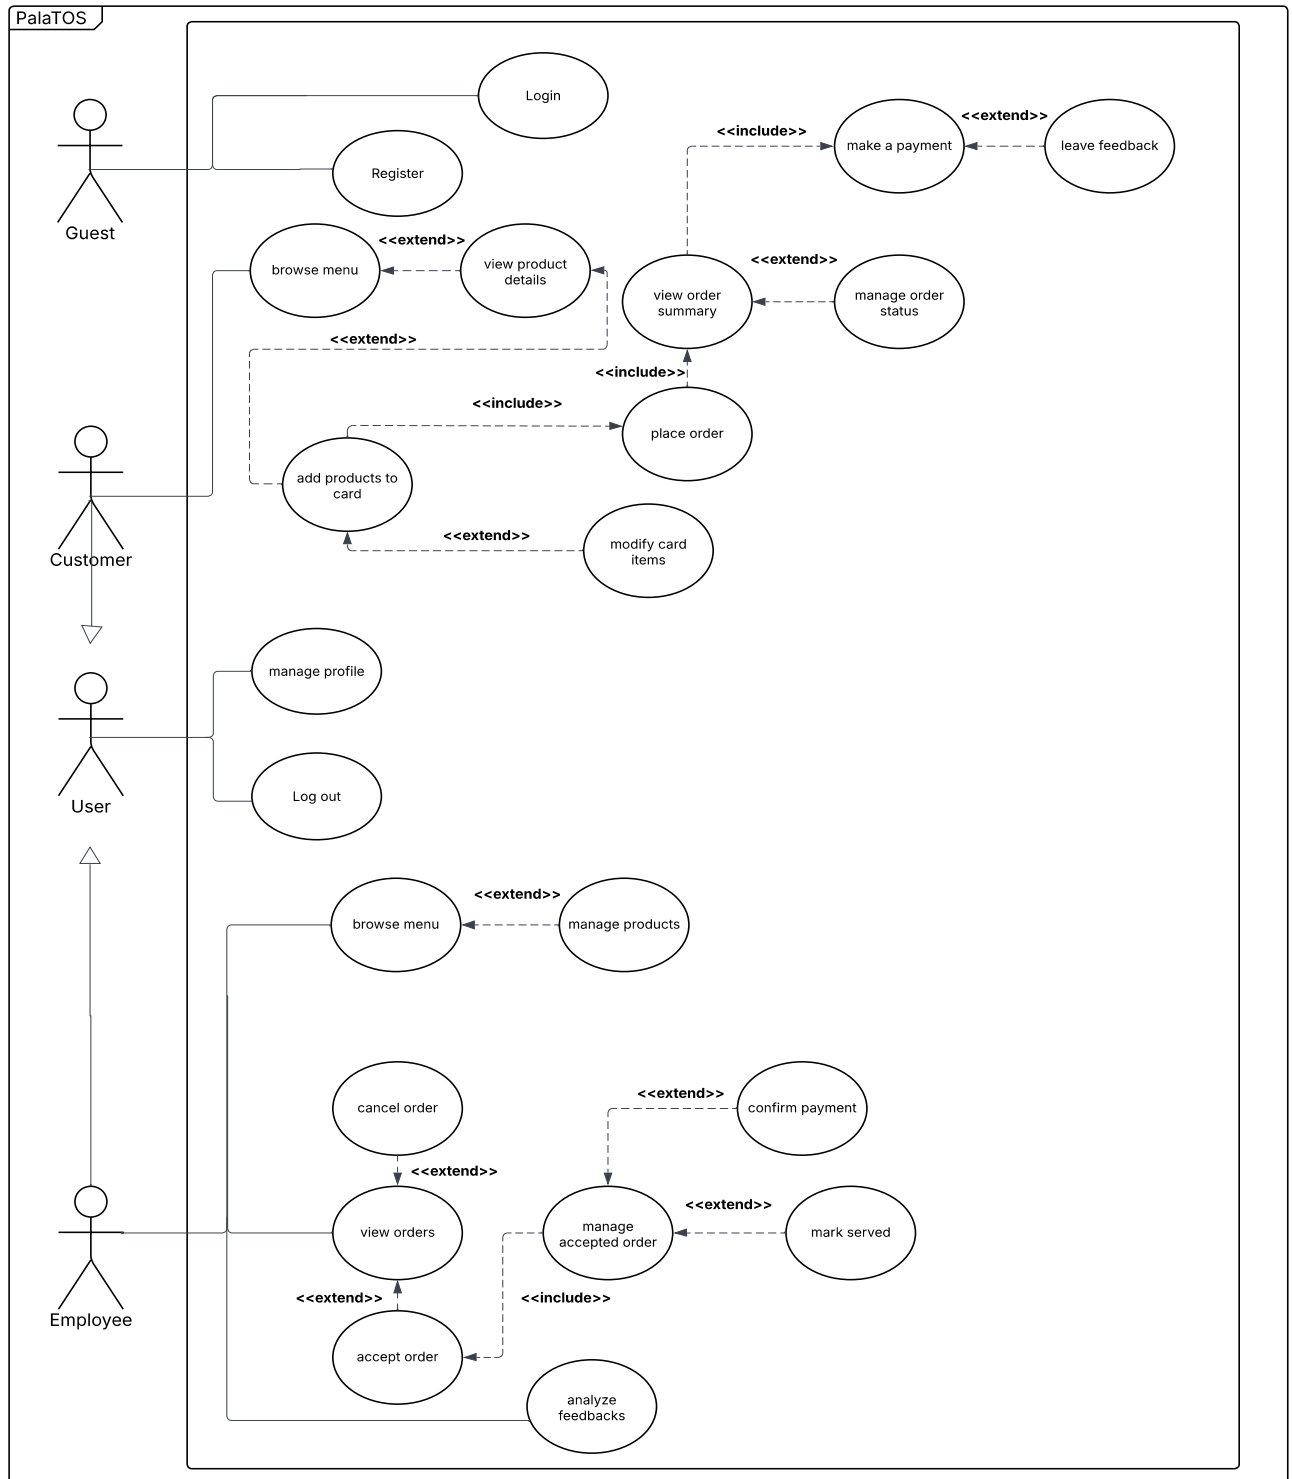 PalaTOS
Login
<<include>>
<<extend>>
make a payment
leave feedback
Register
Guest
<<extend>>
browse menu
view product
details
<<extend>>
view order
summary
manage order
status
<<extend>>
<<include>>
<<include>>
place order
add products to
card
<<extend>>
modify card
items
Customer
manage profile
Log out
User
<<extend>>
browse menu
manage products
<<extend>>
cancel order
confirm payment
<<extend>>
<<extend>>
view orders
manage
accepted order
mark served
<<extend>>
<<include>>
Employee
accept order
analyze
feedbacks